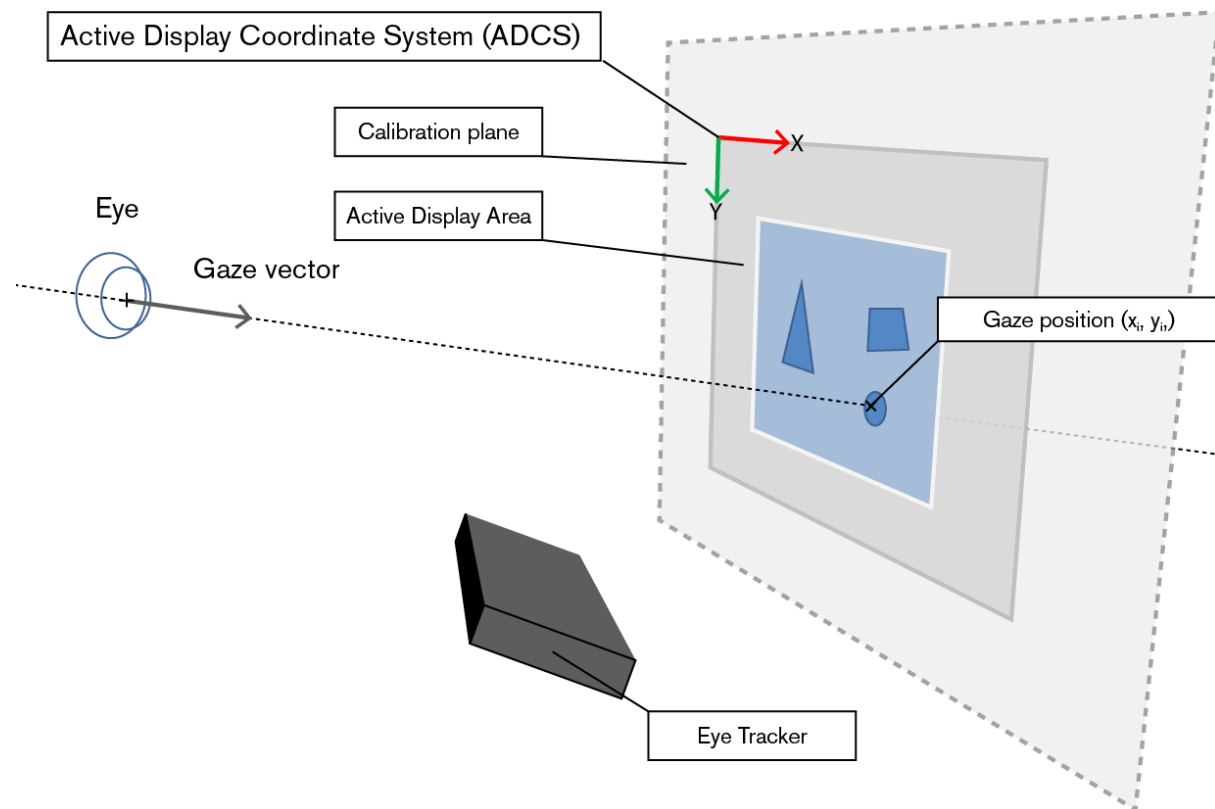 Active Display Coordinate System (ADCS)
Calibration plane
X
Active Display Area
Y
Eye
Gaze vector
Gaze position (xᵢ, yᵢ,)
Eye Tracker